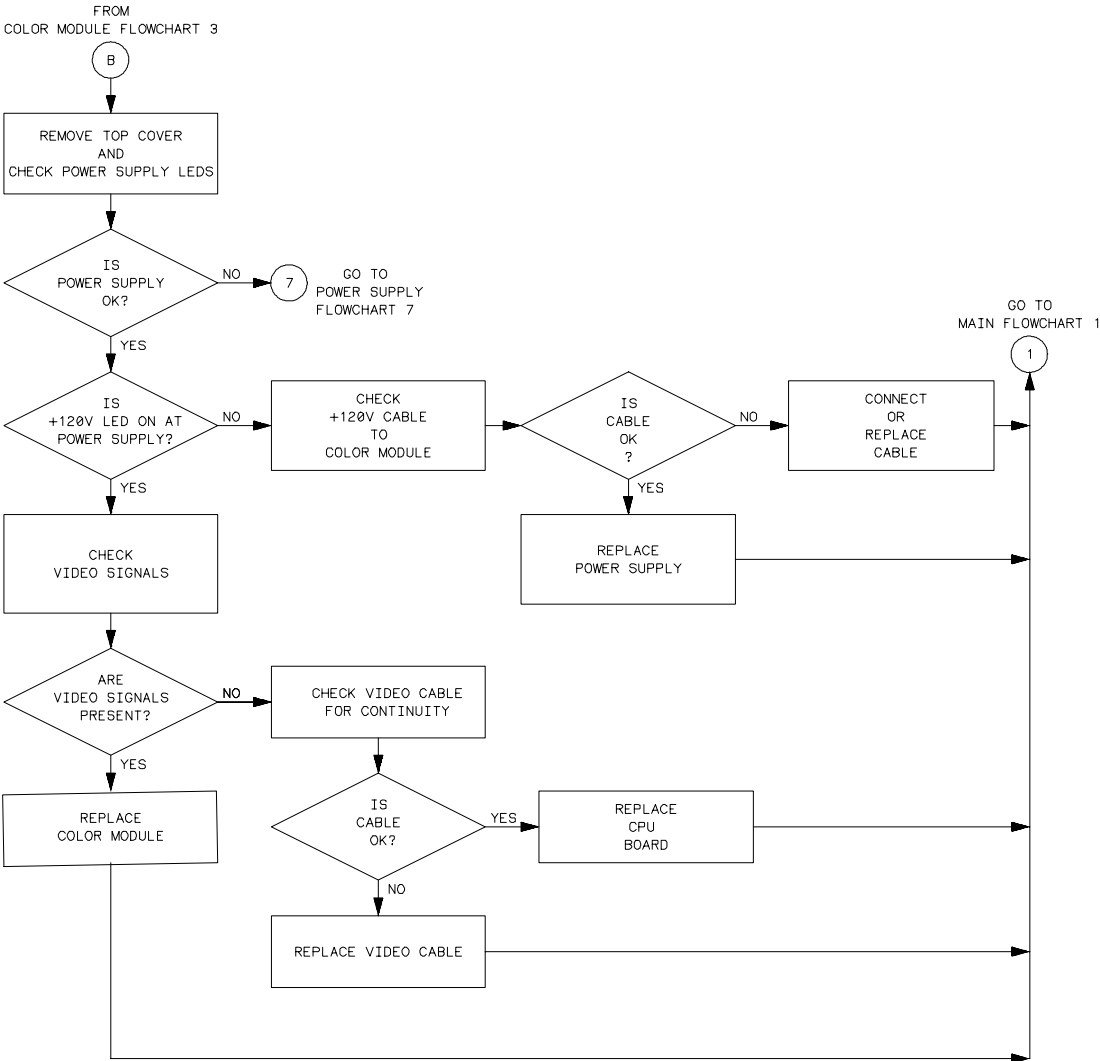 FROM
COLOR MODULE FLOWCHART 3
B
REMOVE TOP COVER
AND
CHECK POWER SUPPLY LEDS
IS
POWER SUPPLY
OK?
NO
7
GO TO
POWER SUPPLY
FLOWCHART 7
YES
GO TO
MAIN FLOWCHART 1
1
IS
+120V LED ON AT
POWER SUPPLY?
NO
CHECK
+120V CABLE
TO
COLOR MODULE
IS
CABLE
OK
?
NO
CONNECT
OR
REPLACE
CABLE
YES
YES
CHECK
VIDEO SIGNALS
REPLACE
POWER SUPPLY
ARE
VIDEO SIGNALS
PRESENT?
NO
CHECK VIDEO CABLE
FOR CONTINUITY
YES
REPLACE
COLOR MODULE
IS
CABLE
OK?
YES
REPLACE
CPU
BOARD
NO
REPLACE VIDEO CABLE